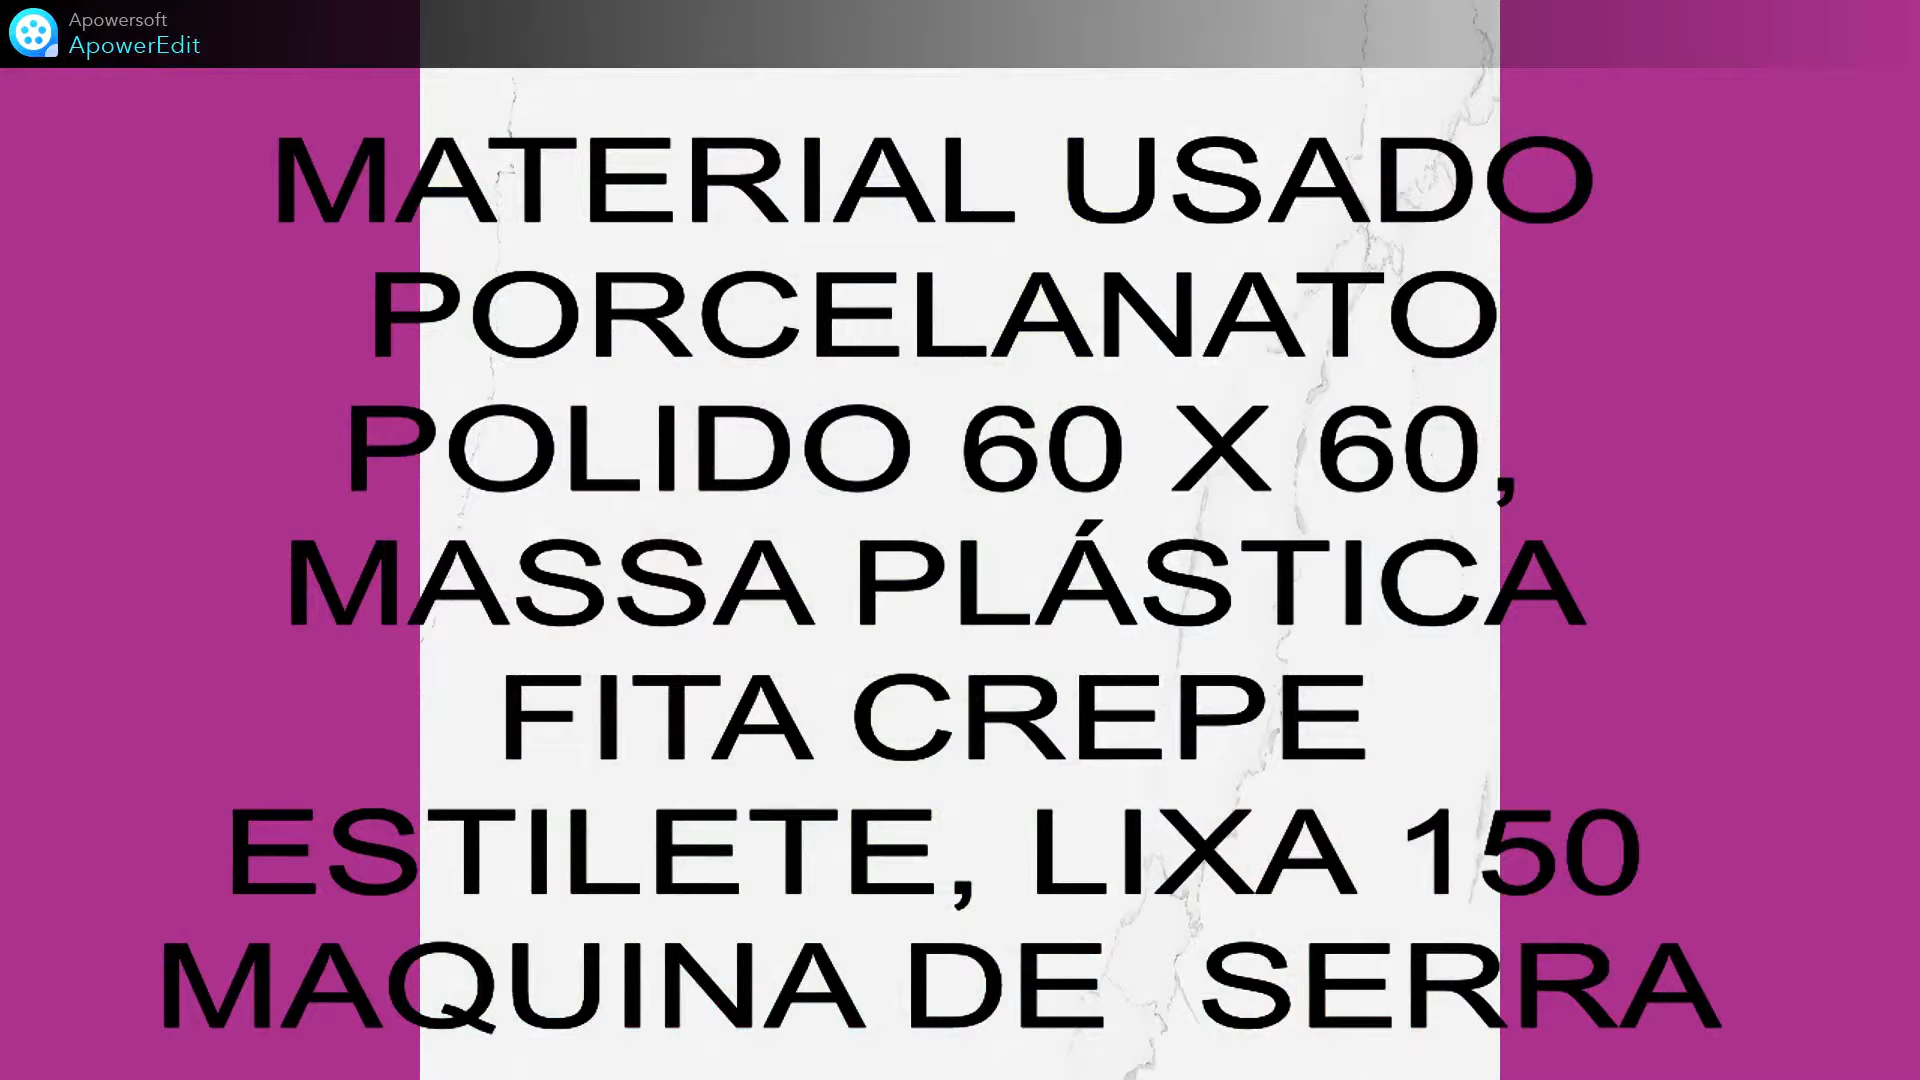 Apowersoft
ApowerEdit
MATERIAL USADO
PORCELANATO
POLIDO 60 X 60,
MASSA PLÁSTICA
FITA CREPE
ESTILETE, LIXA 150
MAQUINA DE SERRA